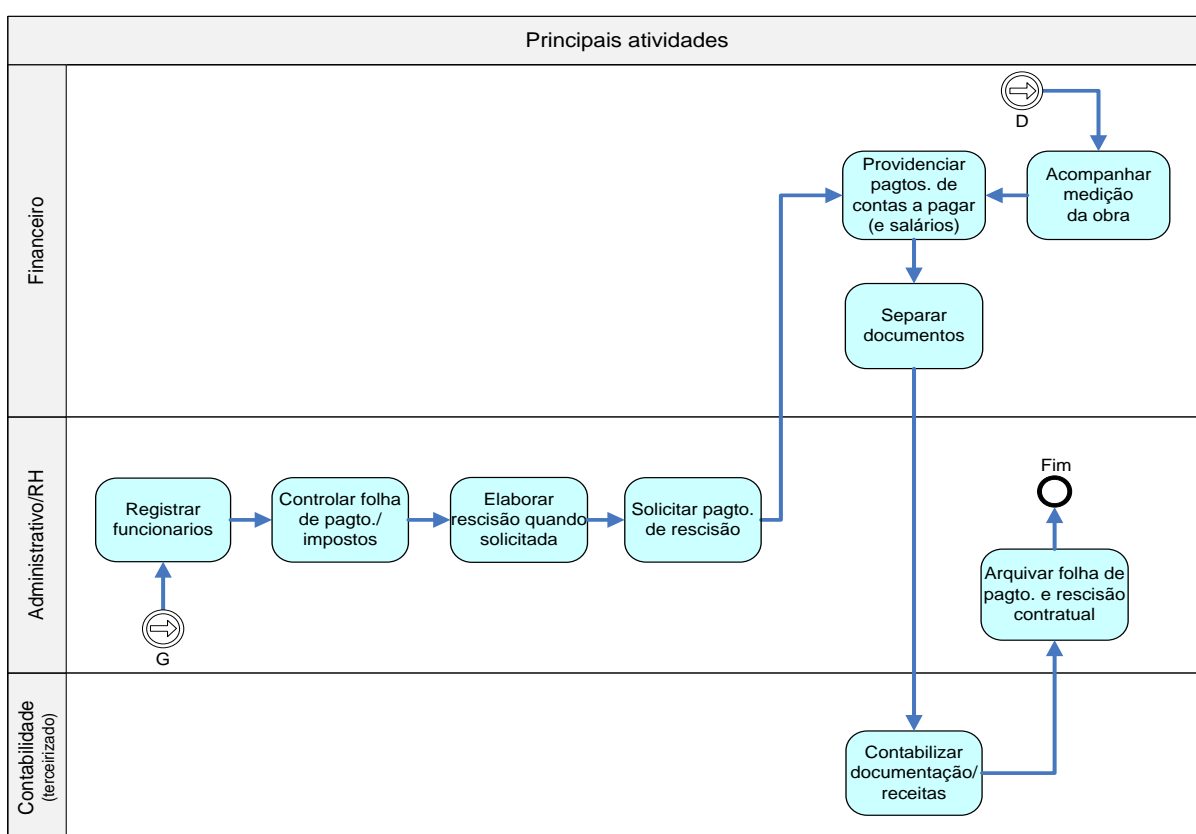 Principais atividades
Financeiro
D
Providenciar
pagtos. de
contas a pagar
(e salários)
Acompanhar
medição
da obra
Separar
documentos
Administrativo/RH
Registrar
funcionarios
Controlar folha
de pagto./
impostos
Elaborar
rescisão quando
solicitada
Solicitar pagto.
de rescisão
Fim
Arquivar folha de
pagto. e rescisão
contratual
G
Contabilidade
(terceirizado)
Contabilizar
documentação/
receitas